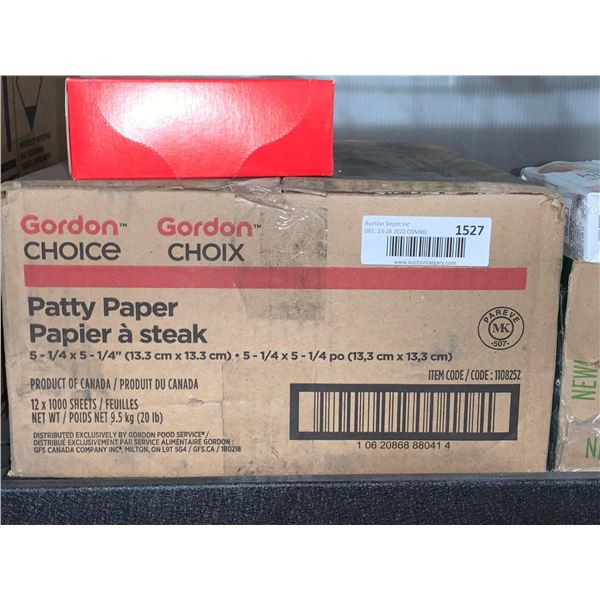 Gordon™ Gordon™
CHOICE CHOIX
Auction Depot Inc
DEC. 23-28 2022 COMBO
1527
www.auctioncalgary.com
Patty Paper
Papier à steak
5 - 1/4 x 5 - 1/4" (13.3 cm x 13.3 cm) • 5 - 1/4 x 5 - 1/4 po (13,3 cm x 13,3 cm)
PAREVE
MK
·507·
PRODUCT OF CANADA / PRODUIT DU CANADA
ITEM CODE / CODE : 1108252
12 x 1000 SHEETS / FEUILLES
NET WT / POIDS NET 9.5 kg (20 lb)
DISTRIBUTED EXCLUSIVELY BY GORDON FOOD SERVICE®/
DISTRIBUÉ EXCLUSIVEMENT PAR SERVICE ALIMENTAIRE GORDON :
GFS CANADA COMPANY INC®, MILTON, ON L9T 5G4 / GFS.CA / 180218
1 06 20868 88041 4
NEW!